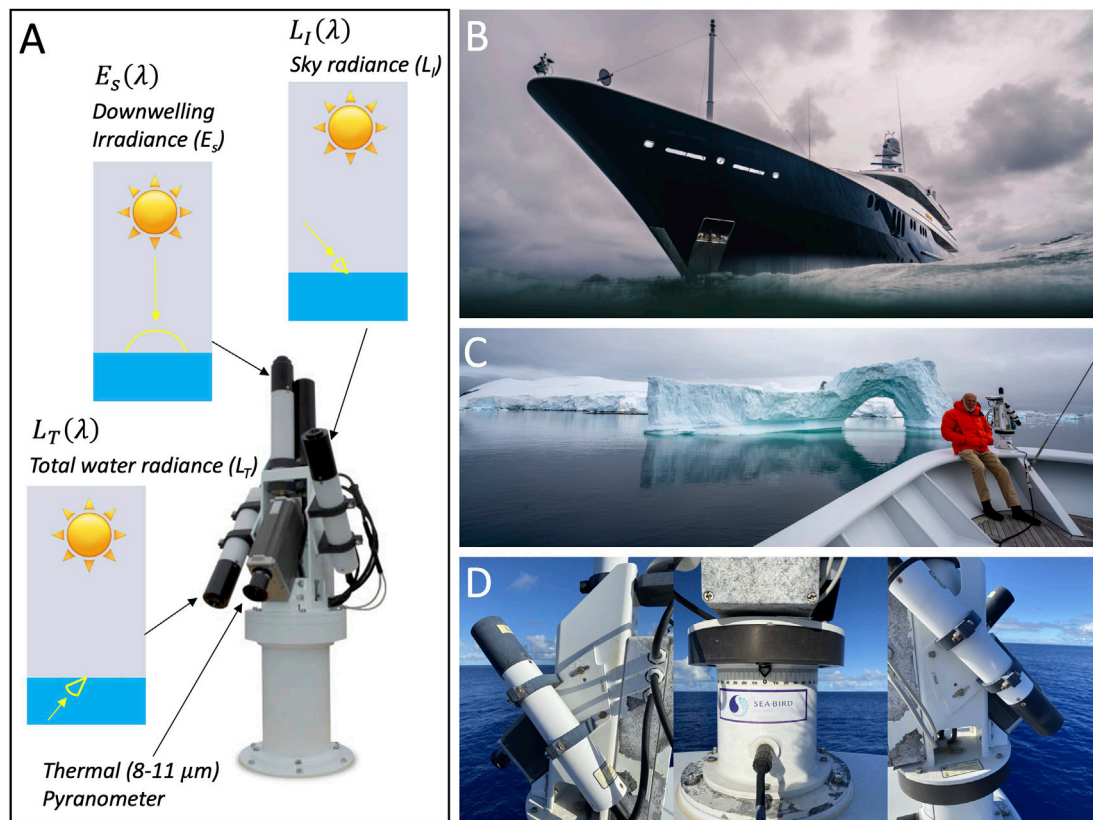 A
E_s(λ)
Downwelling
Irradiance (E_s)
L_I(λ)
Sky radiance (L_I)
L_T(λ)
Total water radiance (L_T)
Thermal (8-11 μm)
Pyranometer
B
C
D
SEA·BIRD